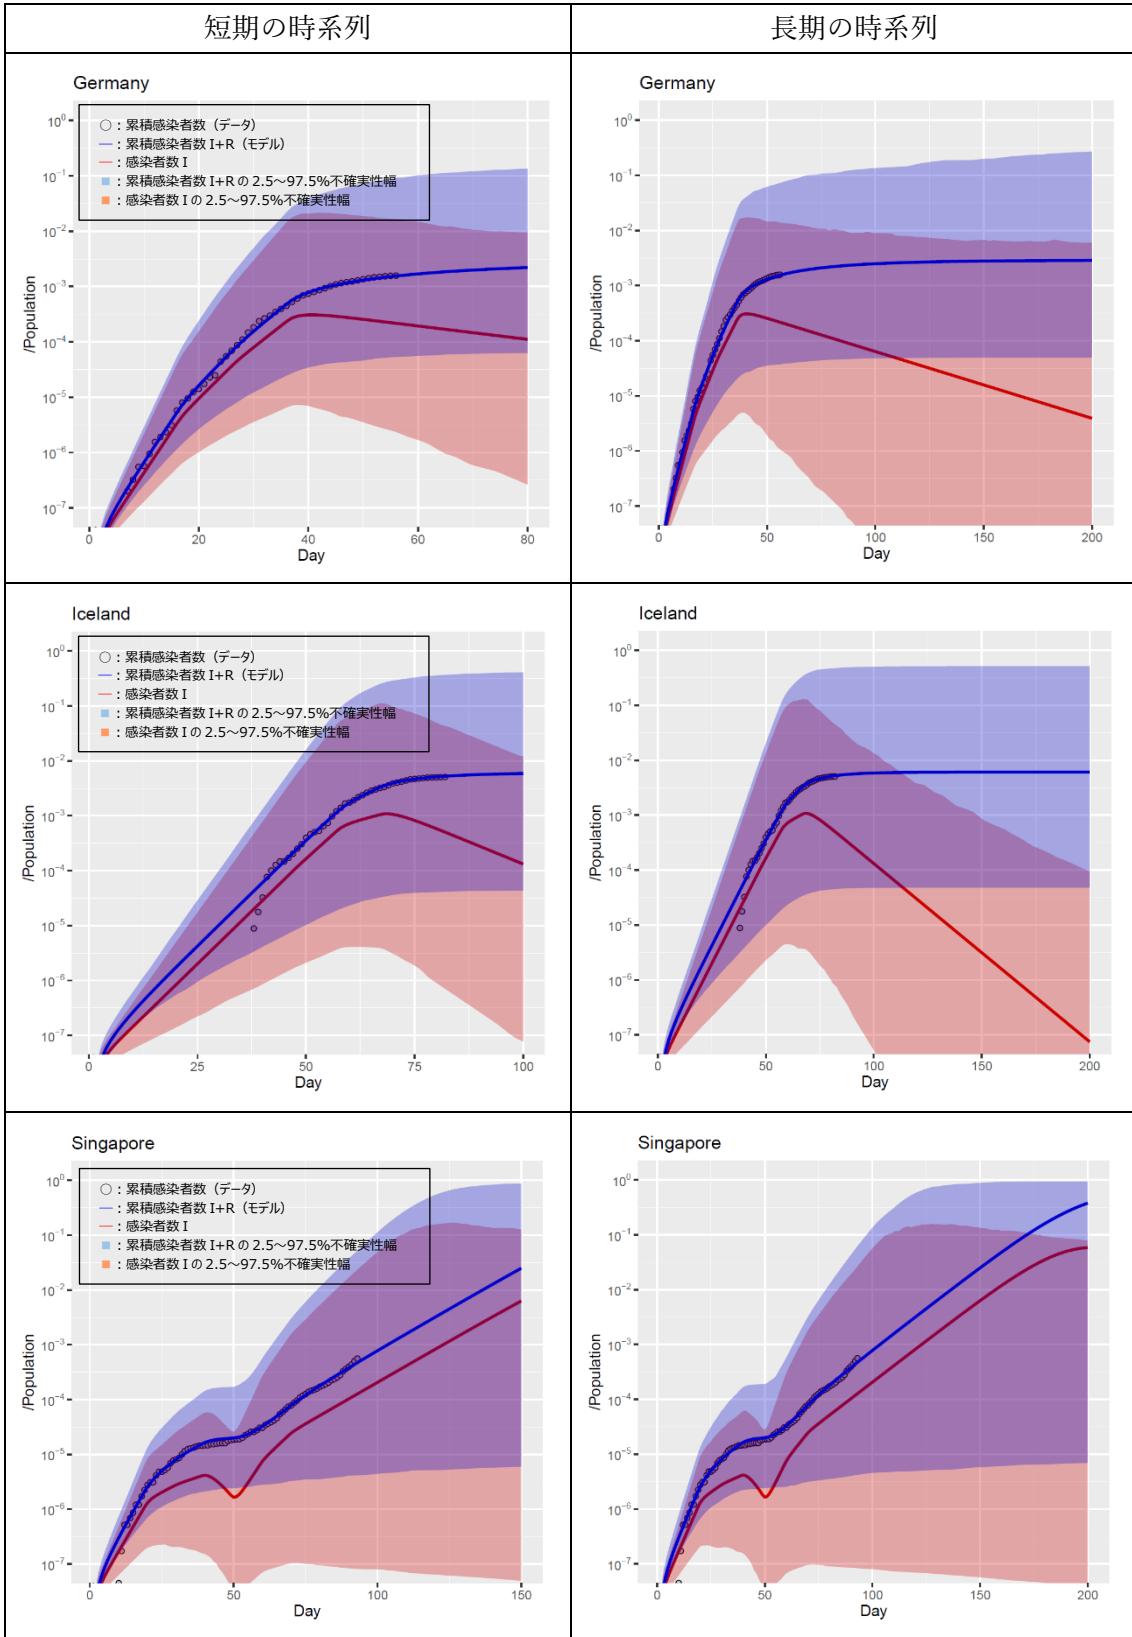 短期の時系列
長期の時系列
Germany
○：累積感染者数（データ）
：累積感染者数 I+R（モデル）
：感染者数 I
：累積感染者数 I+R の 2.5～97.5%不確実性幅
：感染者数 I の 2.5～97.5%不確実性幅
/Population
10⁰
10⁻¹
10⁻²
10⁻³
10⁻⁴
10⁻⁵
10⁻⁶
10⁻⁷
0 20 40 60 80
Day
Germany
/Population
10⁰
10⁻¹
10⁻²
10⁻³
10⁻⁴
10⁻⁵
10⁻⁶
10⁻⁷
0 50 100 150 200
Day
Iceland
○：累積感染者数（データ）
：累積感染者数 I+R（モデル）
：感染者数 I
：累積感染者数 I+R の 2.5～97.5%不確実性幅
：感染者数 I の 2.5～97.5%不確実性幅
/Population
10⁰
10⁻¹
10⁻²
10⁻³
10⁻⁴
10⁻⁵
10⁻⁶
10⁻⁷
0 25 50 75 100
Day
Iceland
/Population
10⁰
10⁻¹
10⁻²
10⁻³
10⁻⁴
10⁻⁵
10⁻⁶
10⁻⁷
0 50 100 150 200
Day
Singapore
○：累積感染者数（データ）
：累積感染者数 I+R（モデル）
：感染者数 I
：累積感染者数 I+R の 2.5～97.5%不確実性幅
：感染者数 I の 2.5～97.5%不確実性幅
/Population
10⁰
10⁻¹
10⁻²
10⁻³
10⁻⁴
10⁻⁵
10⁻⁶
10⁻⁷
0 50 100 150
Day
Singapore
/Population
10⁰
10⁻¹
10⁻²
10⁻³
10⁻⁴
10⁻⁵
10⁻⁶
10⁻⁷
0 50 100 150 200
Day